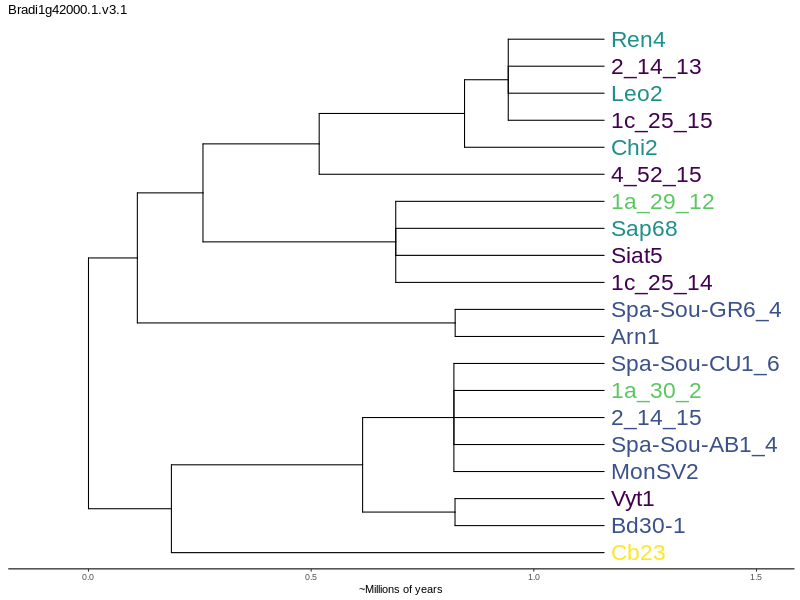 Bradi1g42000.1.v3.1
Ren4
2_14_13
Leo2
1c_25_15
Chi2
4_52_15
1a_29_12
Sap68
Siat5
1c_25_14
Spa-Sou-GR6_4
Arn1
Spa-Sou-CU1_6
1a_30_2
2_14_15
Spa-Sou-AB1_4
MonSV2
Vyt1
Bd30-1
Cb23
0.0 0.5 1.0 1.5
~Millions of years